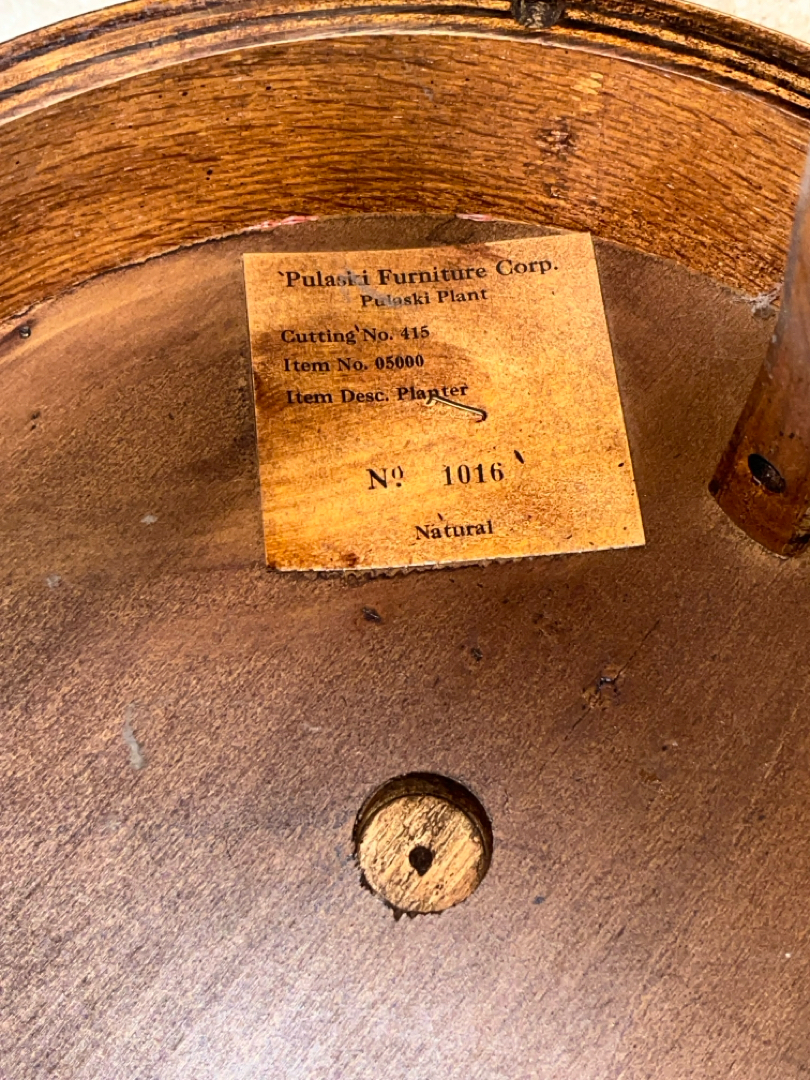 Pulaski Furniture Corp.
Pulaski Plant
Cutting No. 415
Item No. 05000
Item Desc. Planter
Nº 1016
Natural